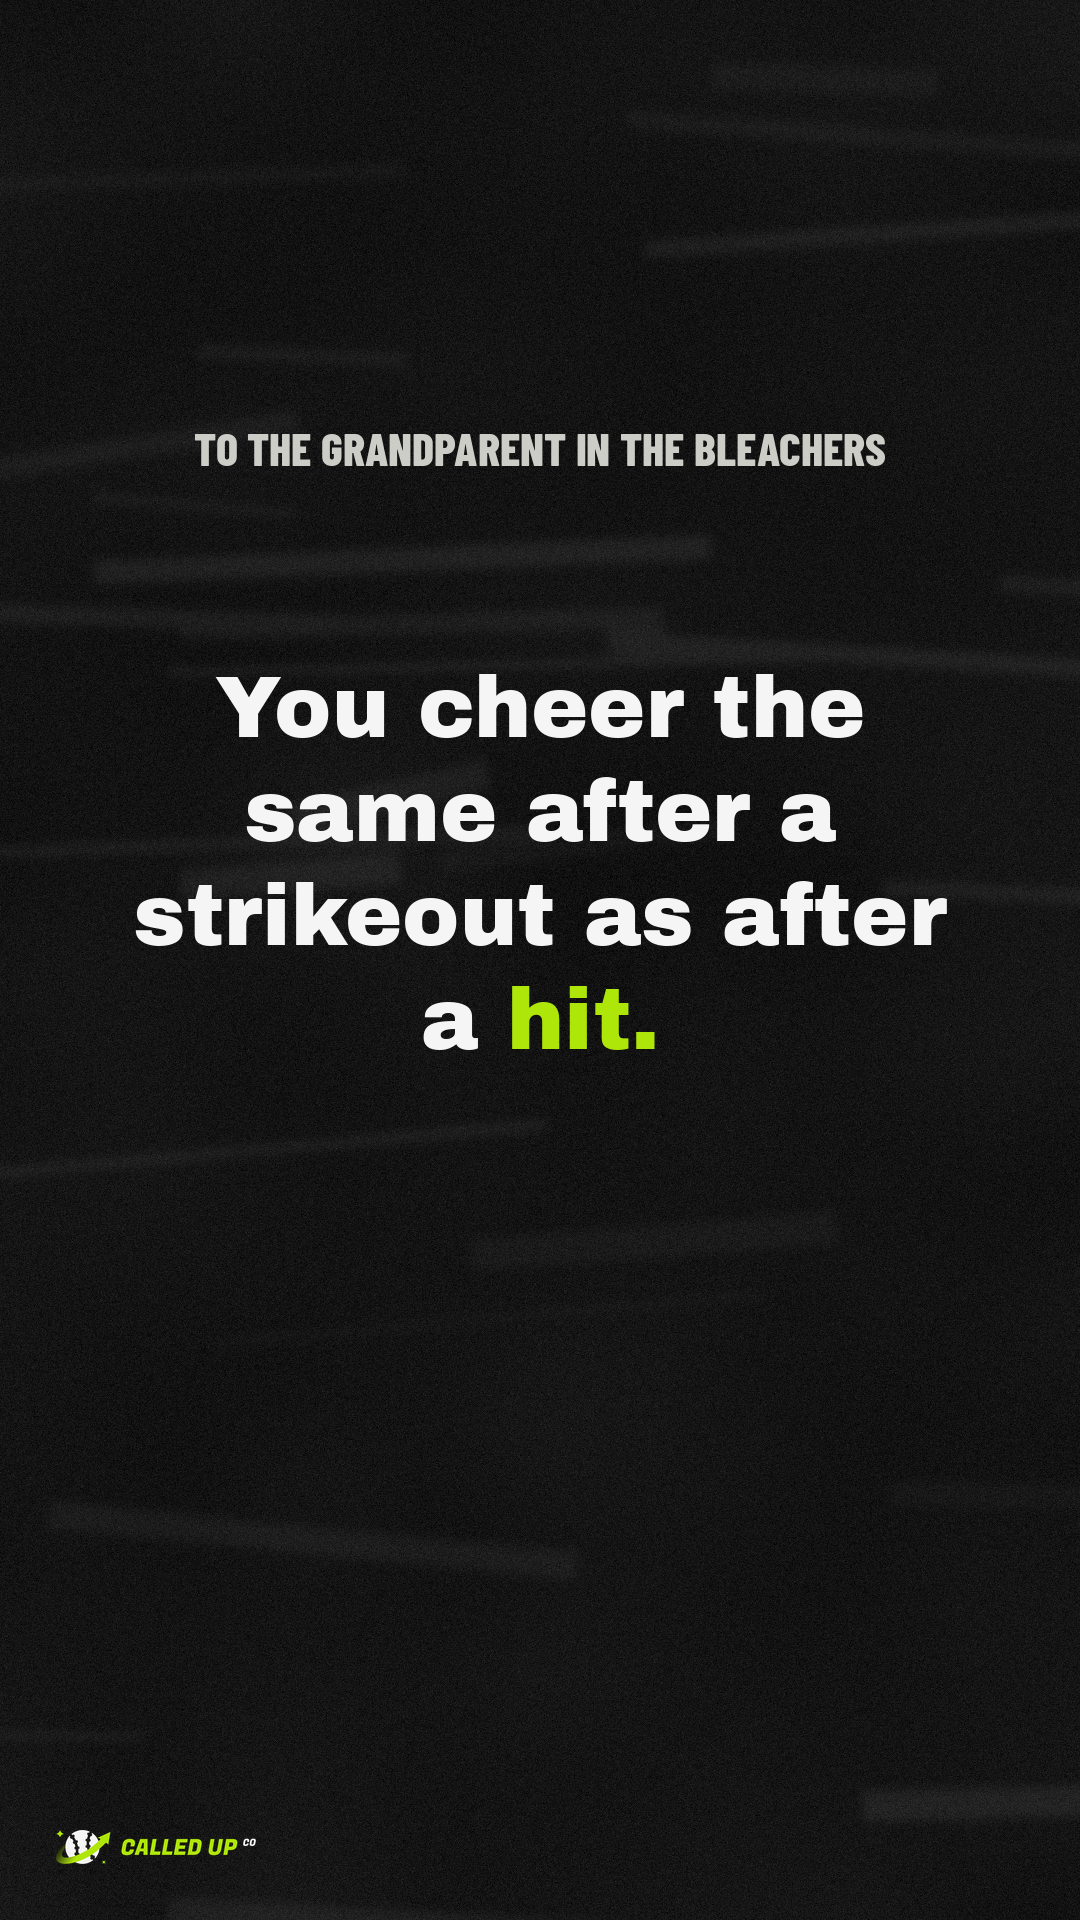 TO THE GRANDPARENT IN THE BLEACHERS
You cheer the
same after a
strikeout as after
a hit.
CALLED UP CO